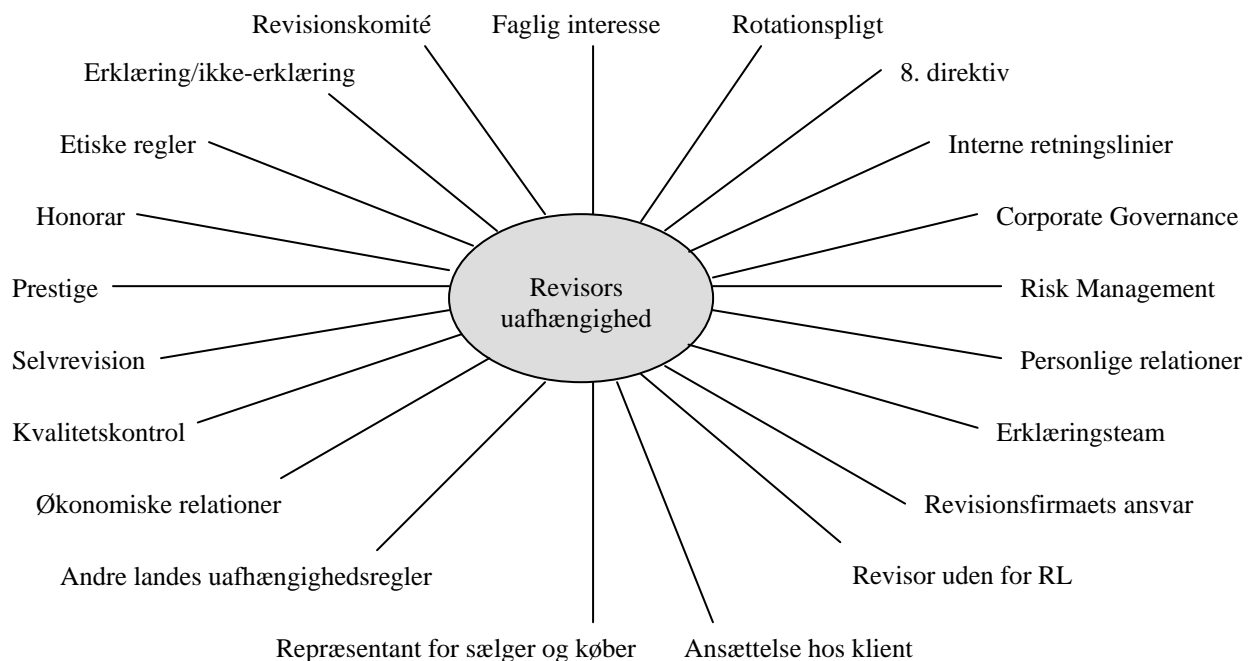 Revisionskomité
Faglig interesse
Rotationspligt
Erklæring/ikke-erklæring
8. direktiv
Etiske regler
Interne retningslinier
Honorar
Corporate Governance
Revisors
uafhængighed
Prestige
Risk Management
Selvrevision
Personlige relationer
Kvalitetskontrol
Erklæringsteam
Økonomiske relationer
Revisionsfirmaets ansvar
Andre landes uafhængighedsregler
Revisor uden for RL
Repræsentant for sælger og køber
Ansættelse hos klient